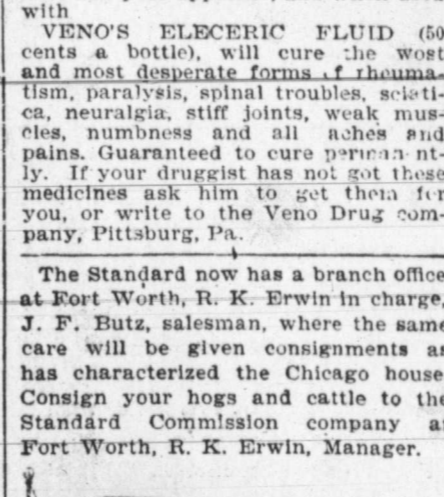 with
VENO'S ELECERIC FLUID (50
cents a bottle), will cure the wost
and most desperate forms of rheuma-
tism, paralysis, spinal troubles, sciati-
ca, neuralgia, stiff joints, weak mus-
cles, numbness and all aches and
pains. Guaranteed to cure permanent-
ly. If your druggist has not got these
medicines ask him to get them for
you, or write to the Veno Drug com-
pany, Pittsburg, Pa.
The Standard now has a branch office
at Fort Worth, R. K. Erwin in charge,
J. F. Butz, salesman, where the same
care will be given consignments as
has characterized the Chicago house
Consign your hogs and cattle to the
Standard Commission company at
Fort Worth, R. K. Erwin, Manager.